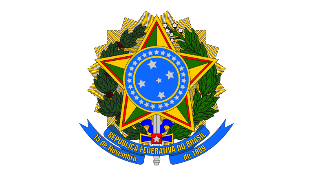 REPÚBLICA FEDERATIVA DO BRASIL
15 de Novembro
de 1889